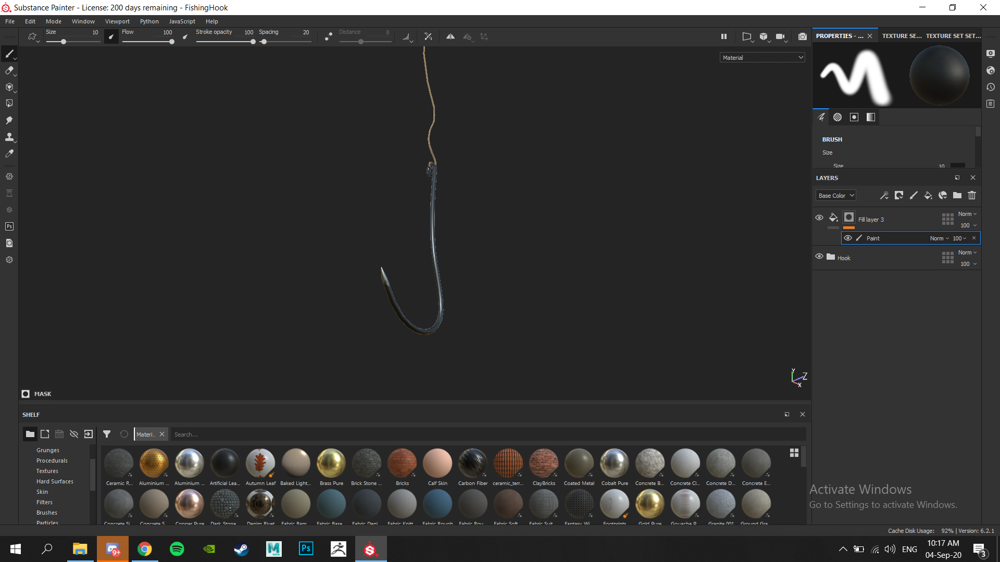 Substance Painter - License: 200 days remaining - FishingHook
File Edit Mode Window Viewport Python JavaScript Help
Size 10 Flow 100 Stroke opacity 100 Spacing 20 Distance 8
Material
PROPERTIES - ... TEXTURE SE... TEXTURE SET SET...
BRUSH
Size
Size 10
LAYERS
Base Color
Norm
Fill layer 3
100
Paint Norm 100
Norm
Hook
100
Y
Z
X
MASK
SHELF
Materi.. Search...
Grunges
Procedurals
Textures
Hard Surfaces
Skin
Filters
Brushes
Particles
Ceramic R... Aluminium ... Aluminium ... Artificial Lea... Autumn Leaf Baked Light... Brass Pure Brick Stone ... Bricks Calf Skin Carbon Fiber ceramic_terr... ClayBricks Coated Metal Cobalt Pure Concrete B... Concrete Cl... Concrete D... Concrete E...
Concrete Si... Concrete S... Copper Pure Dark Stone ... Denim Rivet Fabric Bam... Fabric Base... Fabric Deni... Fabric Knitt... Fabric Rough Fabric Rou... Fabric Soft ... Fabric Suit ... Fantasy Wi... Footprints Gold Pure Gouache P... Granite 001 Ground Gra...
Activate Windows
Go to Settings to activate Windows.
Cache Disk Usage: 92% | Version: 6.2.1
Ps
9+
MAYA
Ps
ENG
10:17 AM
04-Sep-20
3